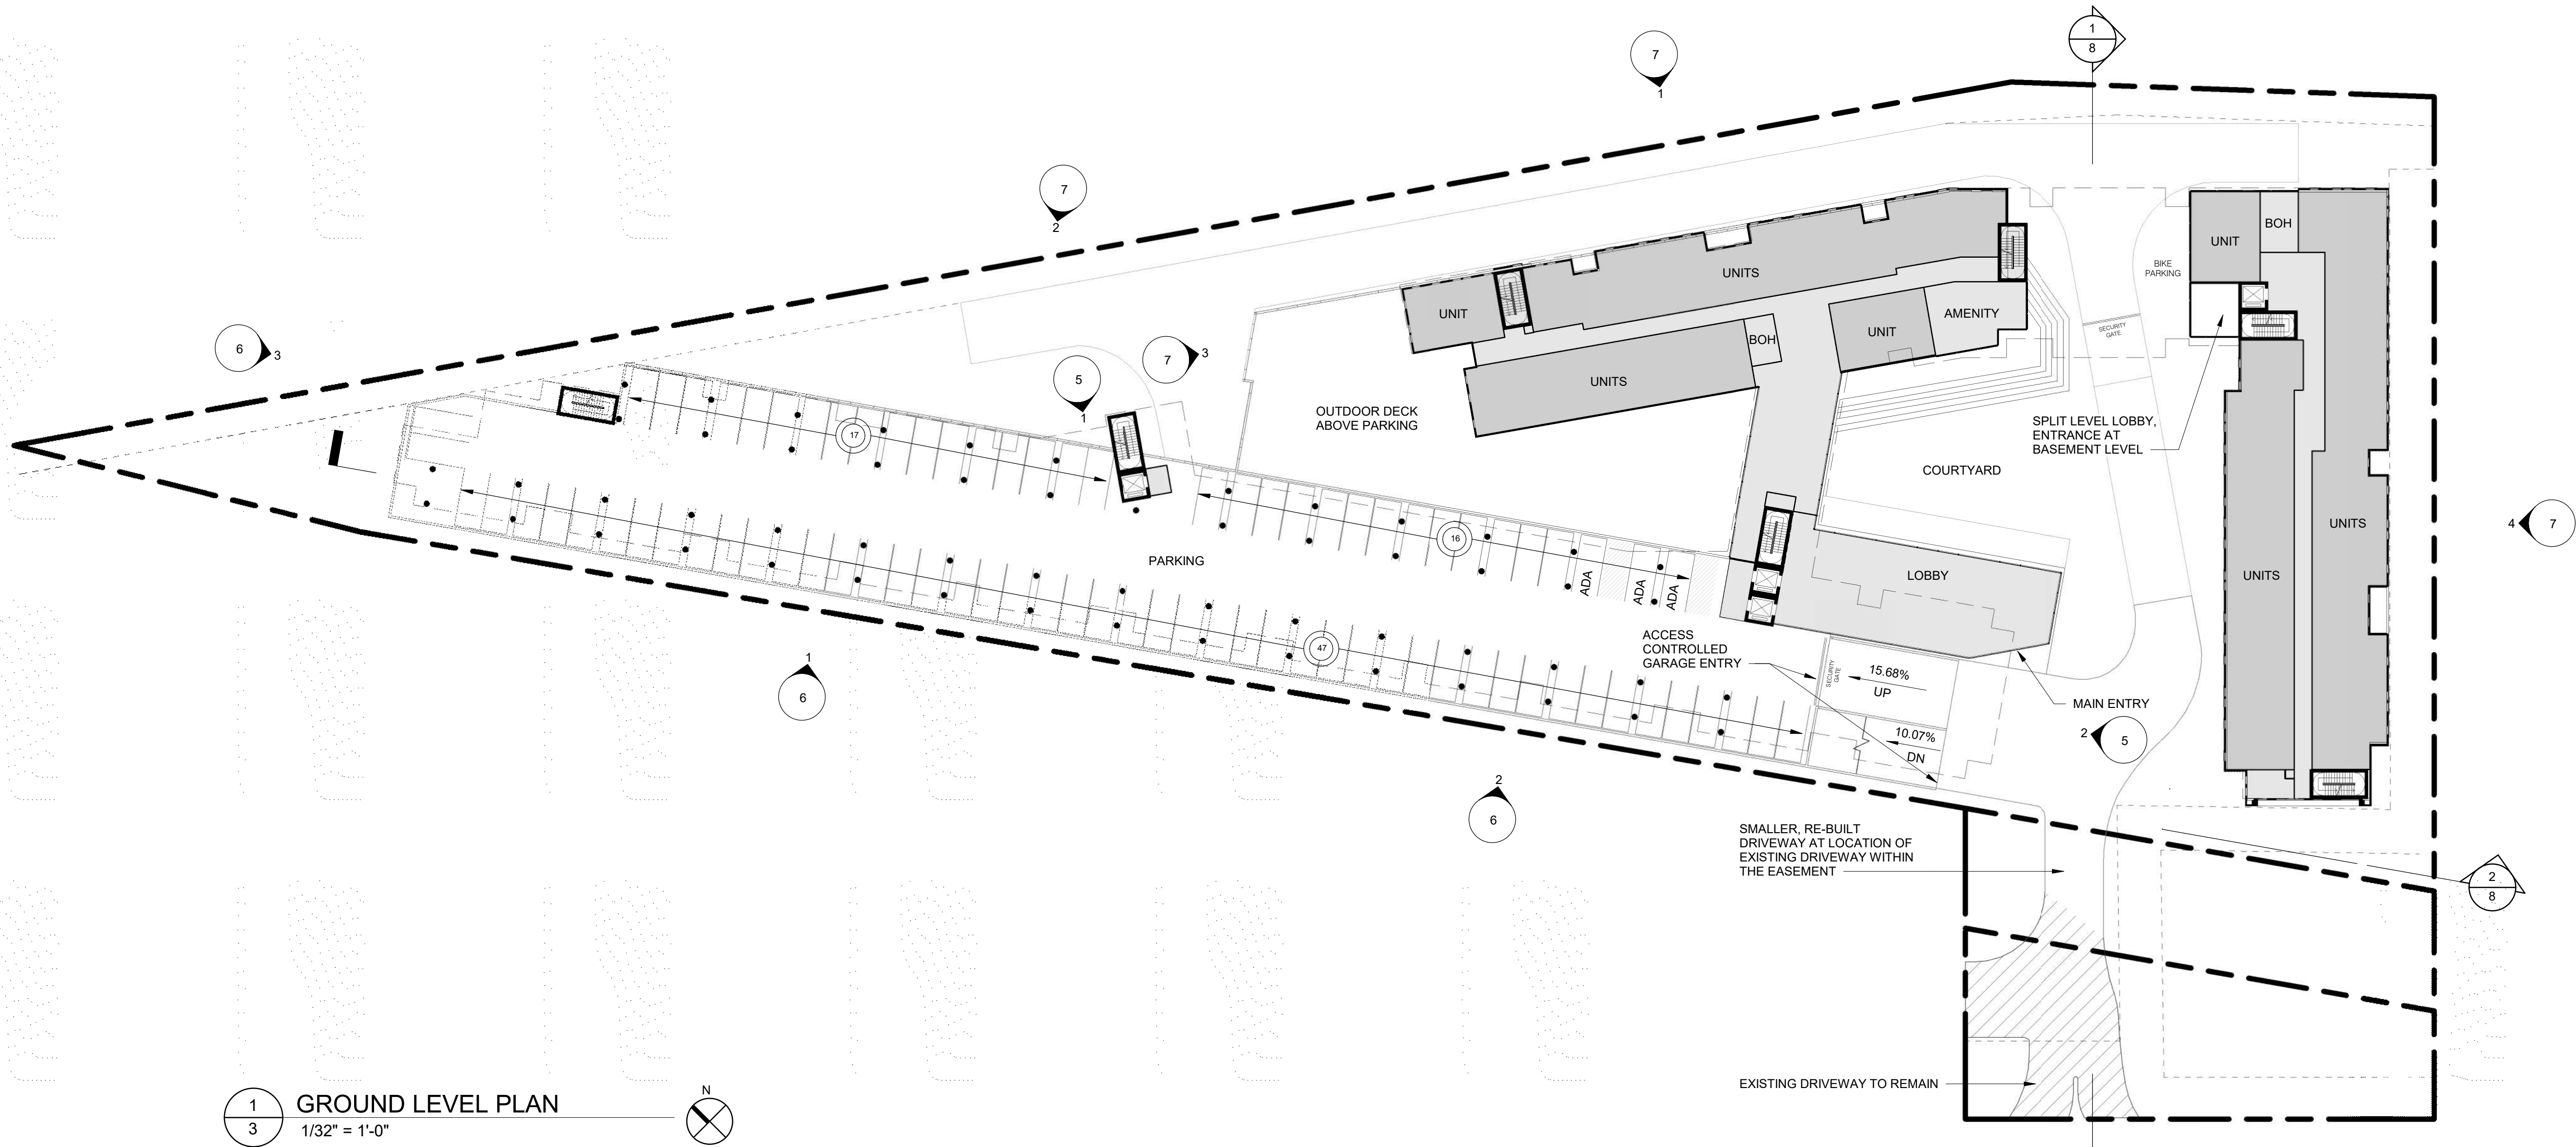 1
8
7
1
7
2
6
3
7
3
5
1
UNIT
BOH
BIKE
PARKING
UNITS
UNIT
AMENITY
UNIT
BOH
UNITS
SECURITY
GATE
OUTDOOR DECK
ABOVE PARKING
SPLIT LEVEL LOBBY,
ENTRANCE AT
BASEMENT LEVEL
COURTYARD
17
16
47
PARKING
ADA
ADA
ADA
LOBBY
UNITS
UNITS
4
7
ACCESS
CONTROLLED
GARAGE ENTRY
SECURITY
GATE
15.68%
UP
10.07%
DN
MAIN ENTRY
2
5
1
6
2
6
SMALLER, RE-BUILT
DRIVEWAY AT LOCATION OF
EXISTING DRIVEWAY WITHIN
THE EASEMENT
2
8
EXISTING DRIVEWAY TO REMAIN
1
3
GROUND LEVEL PLAN
1/32" = 1'-0"
N